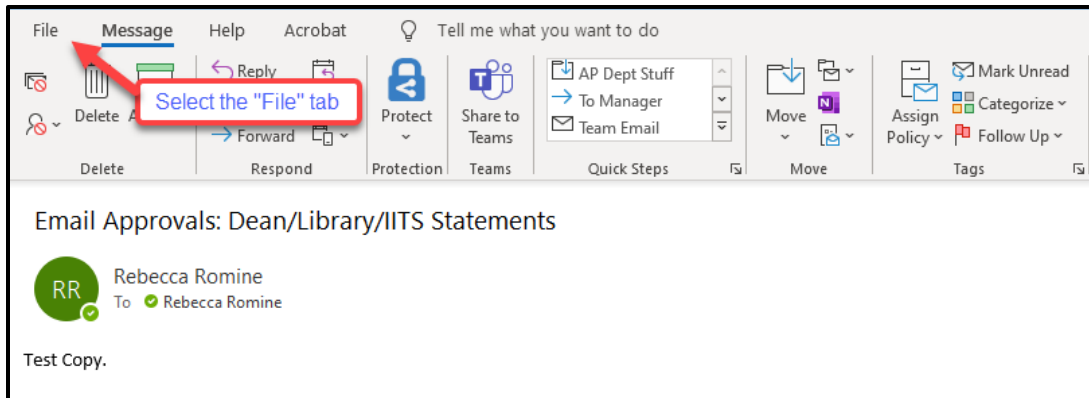 File Message Help Acrobat Tell me what you want to do
Reply
Select the "File" tab
Delete A
Forward
Protect
Share to
Teams
AP Dept Stuff
To Manager
Team Email
Move
Assign
Policy
Mark Unread
Categorize
Follow Up
Delete Respond Protection Teams Quick Steps Move Tags
Email Approvals: Dean/Library/IITS Statements
RR
Rebecca Romine
To Rebecca Romine
Test Copy.